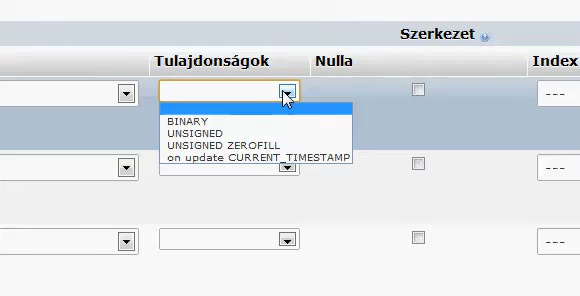 Szerkezet
Tulajdonságok Nulla Index
---
BINARY
UNSIGNED
UNSIGNED ZEROFILL
on update CURRENT_TIMESTAMP
---
---